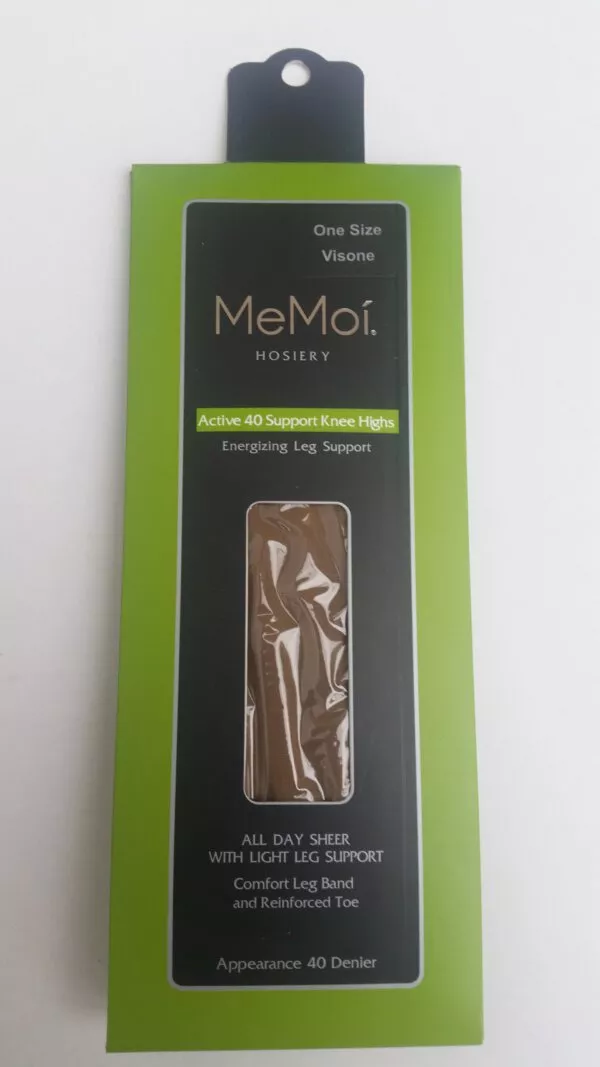 One Size
Visone
MeMoí.
HOSIERY
Active 40 Support Knee Highs
Energizing Leg Support
ALL DAY SHEER
WITH LIGHT LEG SUPPORT
Comfort Leg Band
and Reinforced Toe
Appearance 40 Denier